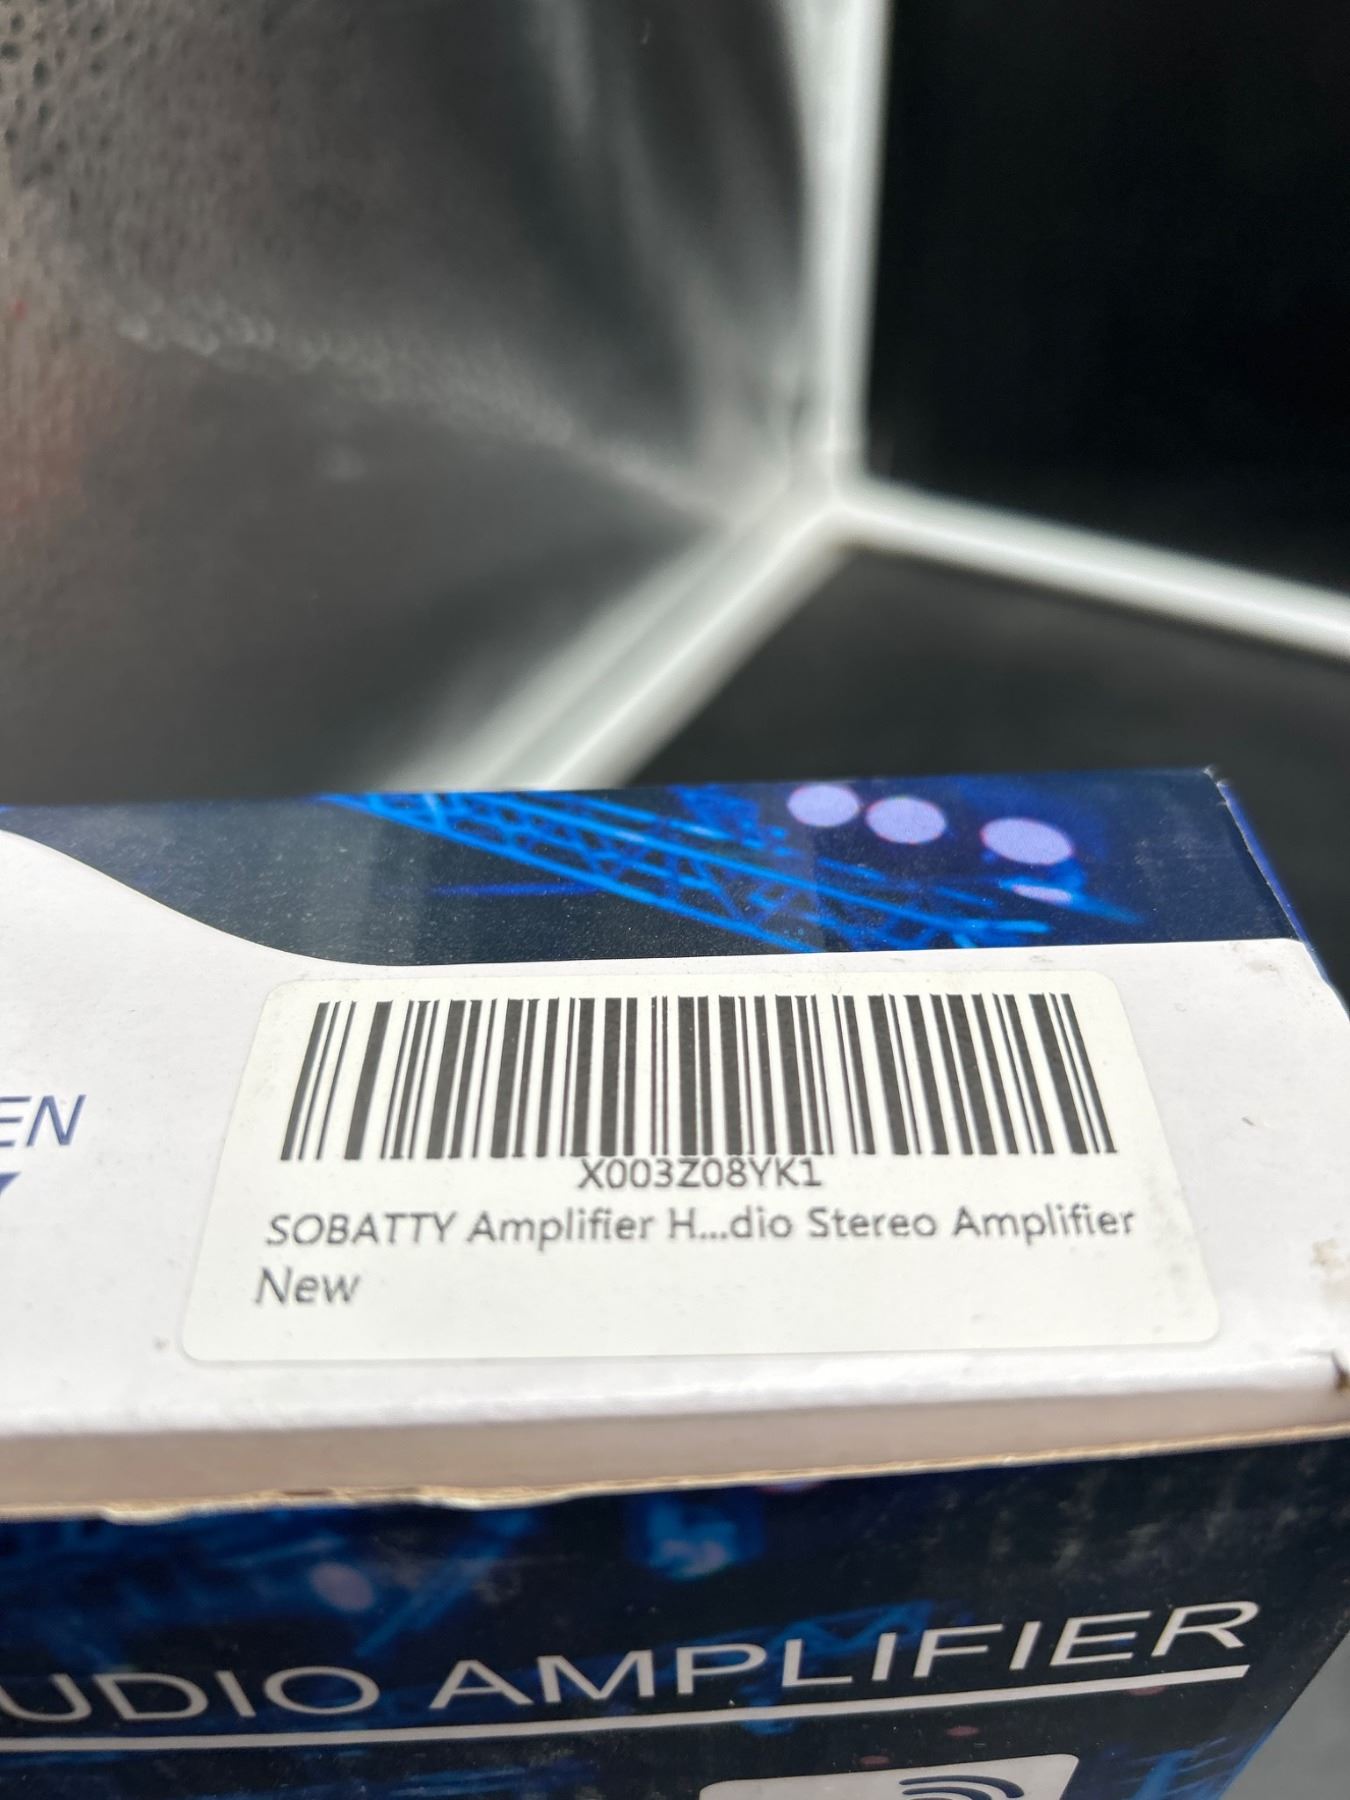 EN
X003Z08YK1
SOBATTY Amplifier H...dio Stereo Amplifier
New
UDIO AMPLIFIER